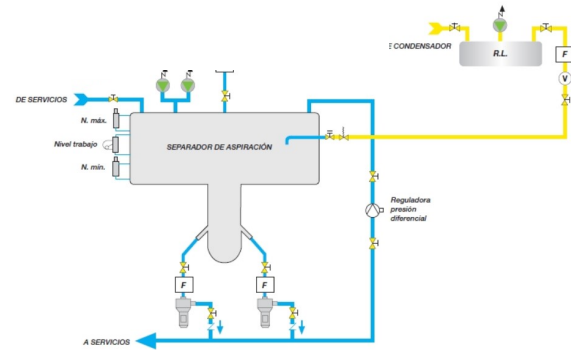 E CONDENSADOR
R.L.
F
V
DE SERVICIOS
N. máx.
Nivel trabajo
N. mín.
SEPARADOR DE ASPIRACIÓN
Reguladora
presión
diferencial
F
F
A SERVICIOS